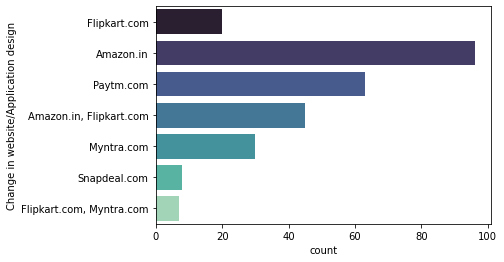 Change in website/Application design
Flipkart.com
Amazon.in
Paytm.com
Amazon.in, Flipkart.com
Myntra.com
Snapdeal.com
Flipkart.com, Myntra.com
0 20 40 60 80 100
count